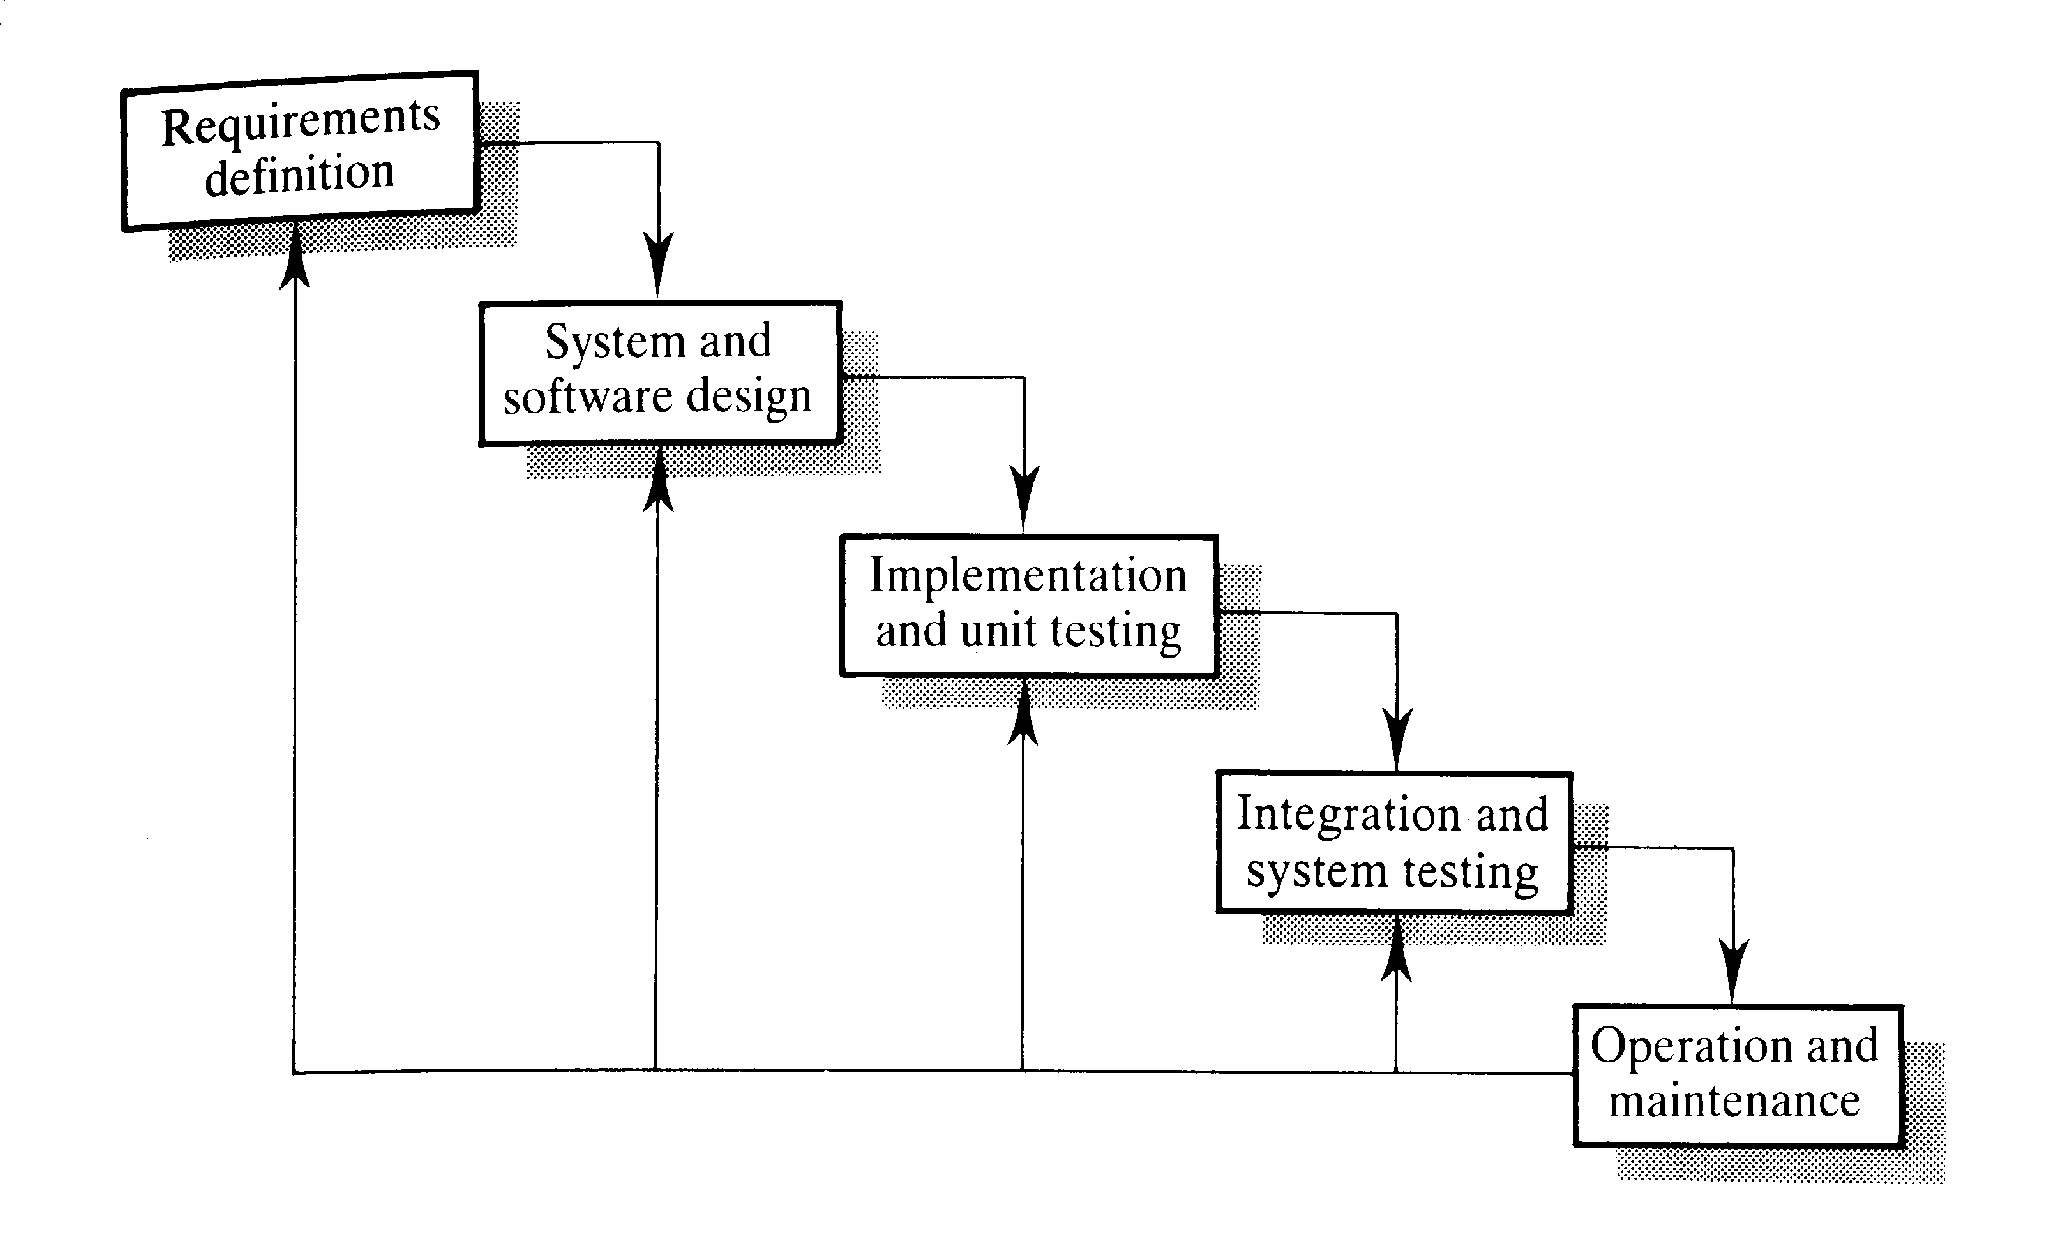 Requirements
definition
System and
software design
Implementation
and unit testing
Integration and
system testing
Operation and
maintenance